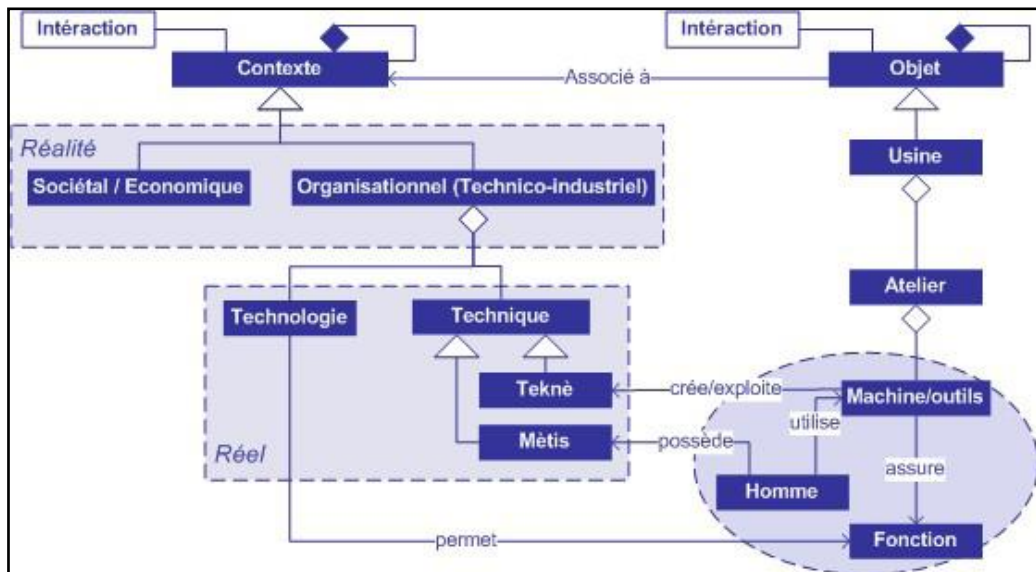 Intéraction
Intéraction
Contexte
Objet
Associé à
Réalité
Usine
Sociétal / Economique
Organisationnel (Technico-industriel)
Atelier
Technologie
Technique
Teknè
crée/exploite
Machine/outils
utilise
Mètis
possède
Réel
assure
Homme
permet
Fonction